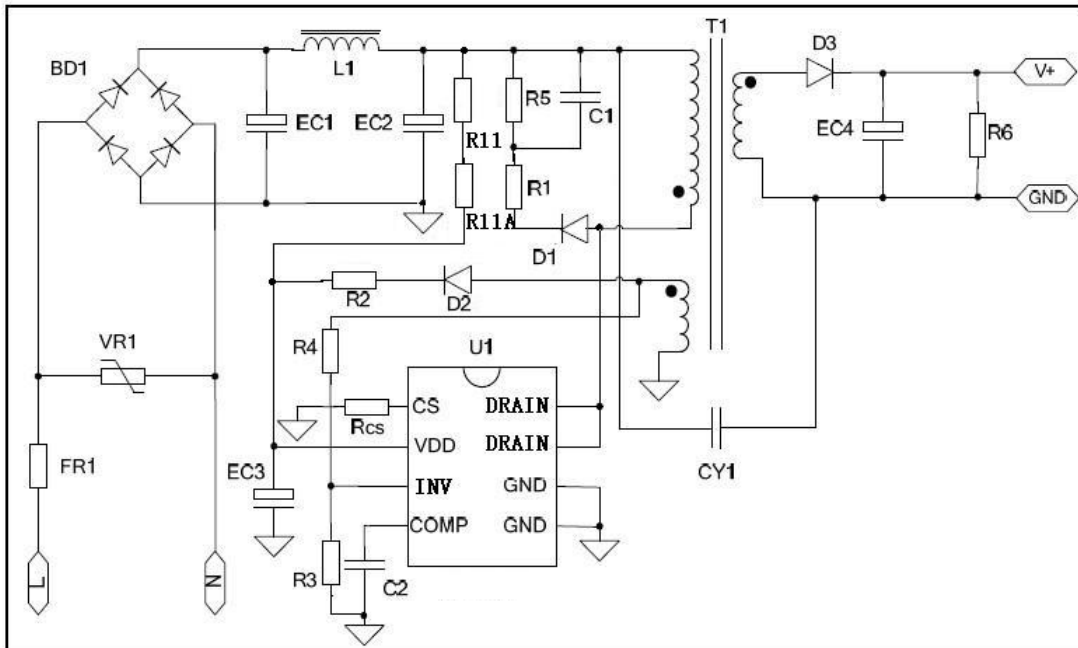 T1
D3
V+
BD1
L1
EC1
EC2
R5
C1
EC4
R6
R11
R1
R11A
GND
D1
R2
D2
VR1
R4
U1
CS
DRAIN
Rcs
VDD
DRAIN
FR1
EC3
INV
GND
CY1
COMP
GND
L
N
R3
C2